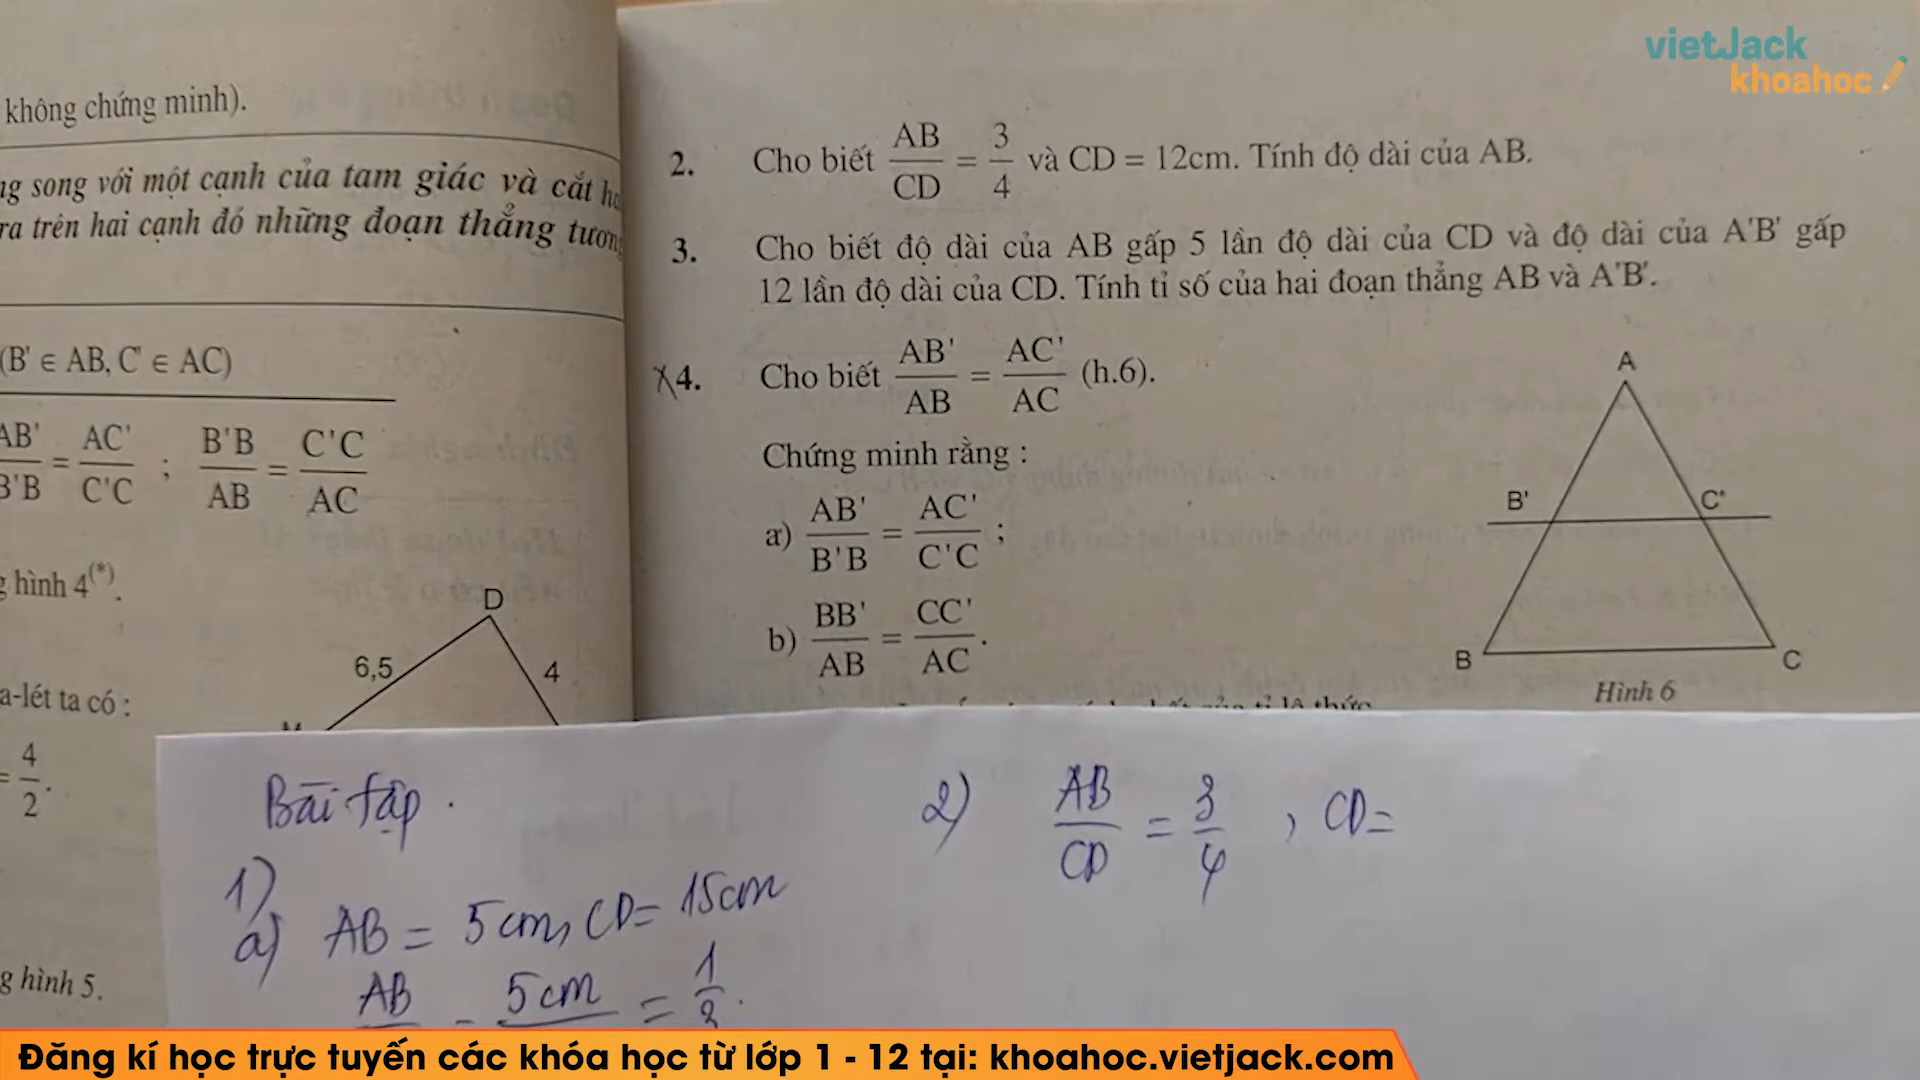 vietJack
khoahoc
không chứng minh).
song với một cạnh của tam giác và cắt
trên hai cạnh đó những đoạn thẳng
(B' ∈ AB, C' ∈ AC)
AB'/B'B = AC'/C'C ; B'B/AB = C'C/AC
hình 4(*).
D
6,5
4
ta có :
= 4/2.
hình 5.
2. Cho biết AB/CD = 3/4 và CD = 12cm. Tính độ dài của AB.
3. Cho biết độ dài của AB gấp 5 lần độ dài của CD và độ dài của A'B' gấp
12 lần độ dài của CD. Tính tỉ số của hai đoạn thẳng AB và A'B'.
4. Cho biết AB'/AB = AC'/AC (h.6).
Chứng minh rằng :
a) AB'/B'B = AC'/C'C ;
b) BB'/AB = CC'/AC.
A
B' C'
B C
Hình 6
Bài tập .
1)
a) AB = 5cm, CD = 15cm
AB = 5cm = 1/3.
2) AB/CD = 3/4 , CD =
Đăng kí học trực tuyến các khóa học từ lớp 1 - 12 tại: khoahoc.vietjack.com